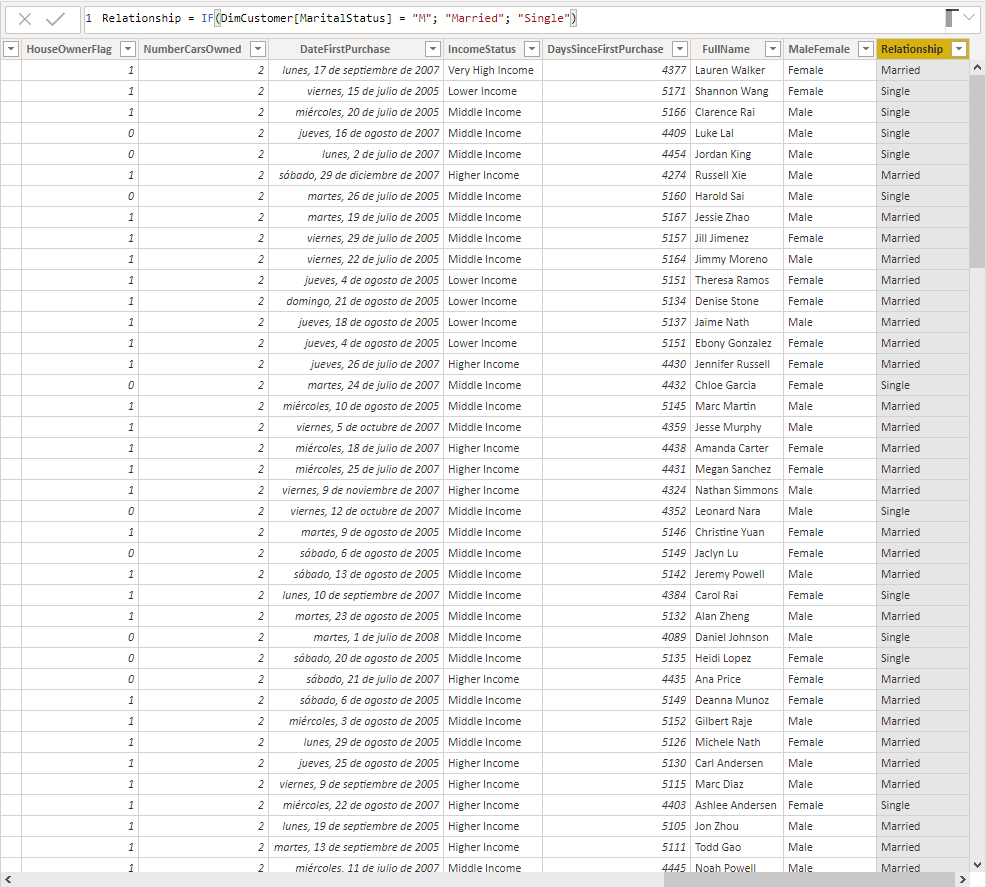 1 Relationship = IF(DimCustomer[MaritalStatus] = "M"; "Married"; "Single")
HouseOwnerFlag NumberCarsOwned DateFirstPurchase IncomeStatus DaysSinceFirstPurchase FullName MaleFemale Relationship
1 2 lunes, 17 de septiembre de 2007 Very High Income 4377 Lauren Walker Female Married
1 2 viernes, 15 de julio de 2005 Lower Income 5171 Shannon Wang Female Single
1 2 miércoles, 20 de julio de 2005 Middle Income 5166 Clarence Rai Male Single
0 2 jueves, 16 de agosto de 2007 Middle Income 4409 Luke Lal Male Single
0 2 lunes, 2 de julio de 2007 Middle Income 4454 Jordan King Male Single
1 2 sábado, 29 de diciembre de 2007 Higher Income 4274 Russell Xie Male Married
0 2 martes, 26 de julio de 2005 Middle Income 5160 Harold Sai Male Single
1 2 martes, 19 de julio de 2005 Middle Income 5167 Jessie Zhao Male Married
1 2 viernes, 29 de julio de 2005 Middle Income 5157 Jill Jimenez Female Married
1 2 viernes, 22 de julio de 2005 Middle Income 5164 Jimmy Moreno Male Married
1 2 jueves, 4 de agosto de 2005 Lower Income 5151 Theresa Ramos Female Married
1 2 domingo, 21 de agosto de 2005 Lower Income 5134 Denise Stone Female Married
1 2 jueves, 18 de agosto de 2005 Lower Income 5137 Jaime Nath Male Married
1 2 jueves, 4 de agosto de 2005 Lower Income 5151 Ebony Gonzalez Female Married
1 2 jueves, 26 de julio de 2007 Higher Income 4430 Jennifer Russell Female Married
0 2 martes, 24 de julio de 2007 Middle Income 4432 Chloe Garcia Female Single
1 2 miércoles, 10 de agosto de 2005 Middle Income 5145 Marc Martin Male Married
1 2 viernes, 5 de octubre de 2007 Middle Income 4359 Jesse Murphy Male Married
1 2 miércoles, 18 de julio de 2007 Higher Income 4438 Amanda Carter Female Married
1 2 miércoles, 25 de julio de 2007 Higher Income 4431 Megan Sanchez Female Married
1 2 viernes, 9 de noviembre de 2007 Higher Income 4324 Nathan Simmons Male Married
0 2 viernes, 12 de octubre de 2007 Middle Income 4352 Leonard Nara Male Single
1 2 martes, 9 de agosto de 2005 Middle Income 5146 Christine Yuan Female Married
0 2 sábado, 6 de agosto de 2005 Middle Income 5149 Jaclyn Lu Female Married
1 2 sábado, 13 de agosto de 2005 Middle Income 5142 Jeremy Powell Male Married
1 2 lunes, 10 de septiembre de 2007 Middle Income 4384 Carol Rai Female Single
1 2 martes, 23 de agosto de 2005 Middle Income 5132 Alan Zheng Male Married
0 2 martes, 1 de julio de 2008 Middle Income 4089 Daniel Johnson Male Single
0 2 sábado, 20 de agosto de 2005 Middle Income 5135 Heidi Lopez Female Single
0 2 sábado, 21 de julio de 2007 Higher Income 4435 Ana Price Female Married
1 2 sábado, 6 de agosto de 2005 Middle Income 5149 Deanna Munoz Female Married
1 2 miércoles, 3 de agosto de 2005 Middle Income 5152 Gilbert Raje Male Married
1 2 lunes, 29 de agosto de 2005 Middle Income 5126 Michele Nath Female Married
1 2 jueves, 25 de agosto de 2005 Higher Income 5130 Carl Andersen Male Married
1 2 viernes, 9 de septiembre de 2005 Higher Income 5115 Marc Diaz Male Married
1 2 miércoles, 22 de agosto de 2007 Higher Income 4403 Ashlee Andersen Female Single
1 2 lunes, 19 de septiembre de 2005 Higher Income 5105 Jon Zhou Male Married
1 2 martes, 13 de septiembre de 2005 Higher Income 5111 Todd Gao Male Married
1 2 miércoles, 11 de julio de 2007 Middle Income 4445 Noah Powell Male Married